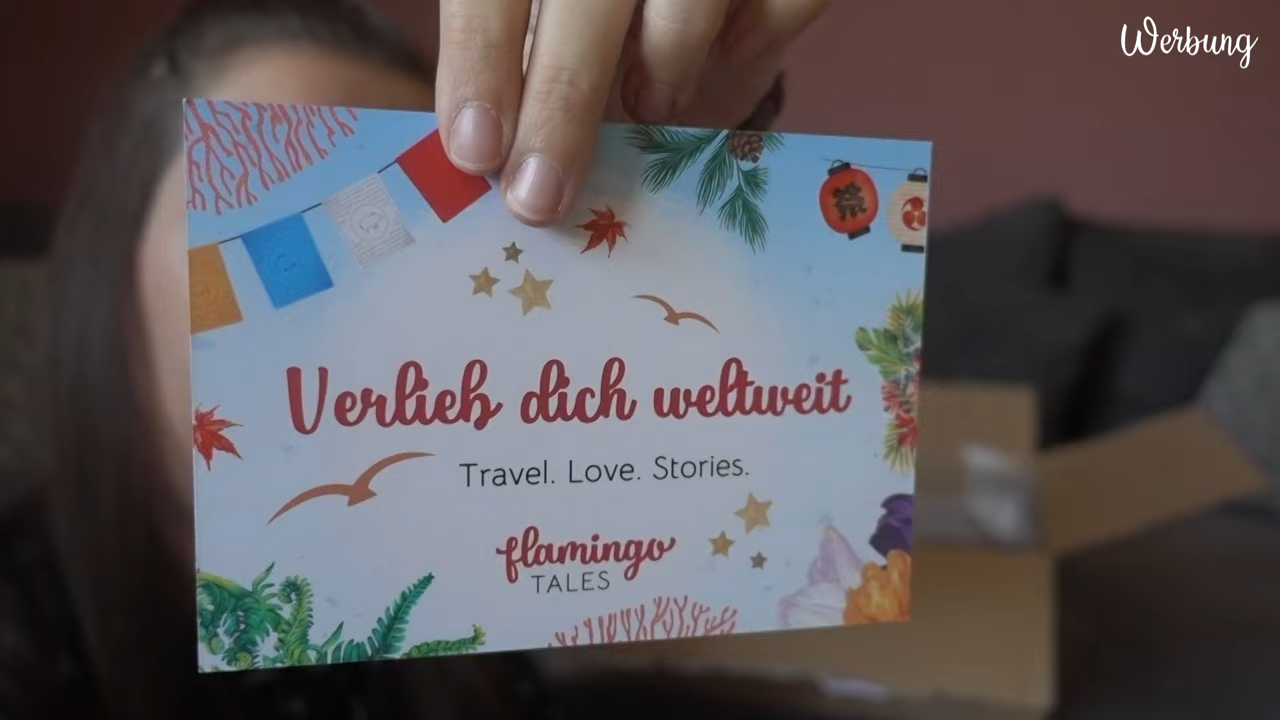 Werbung
Verlieb dich weltweit
Travel. Love. Stories.
flamingo
TALES